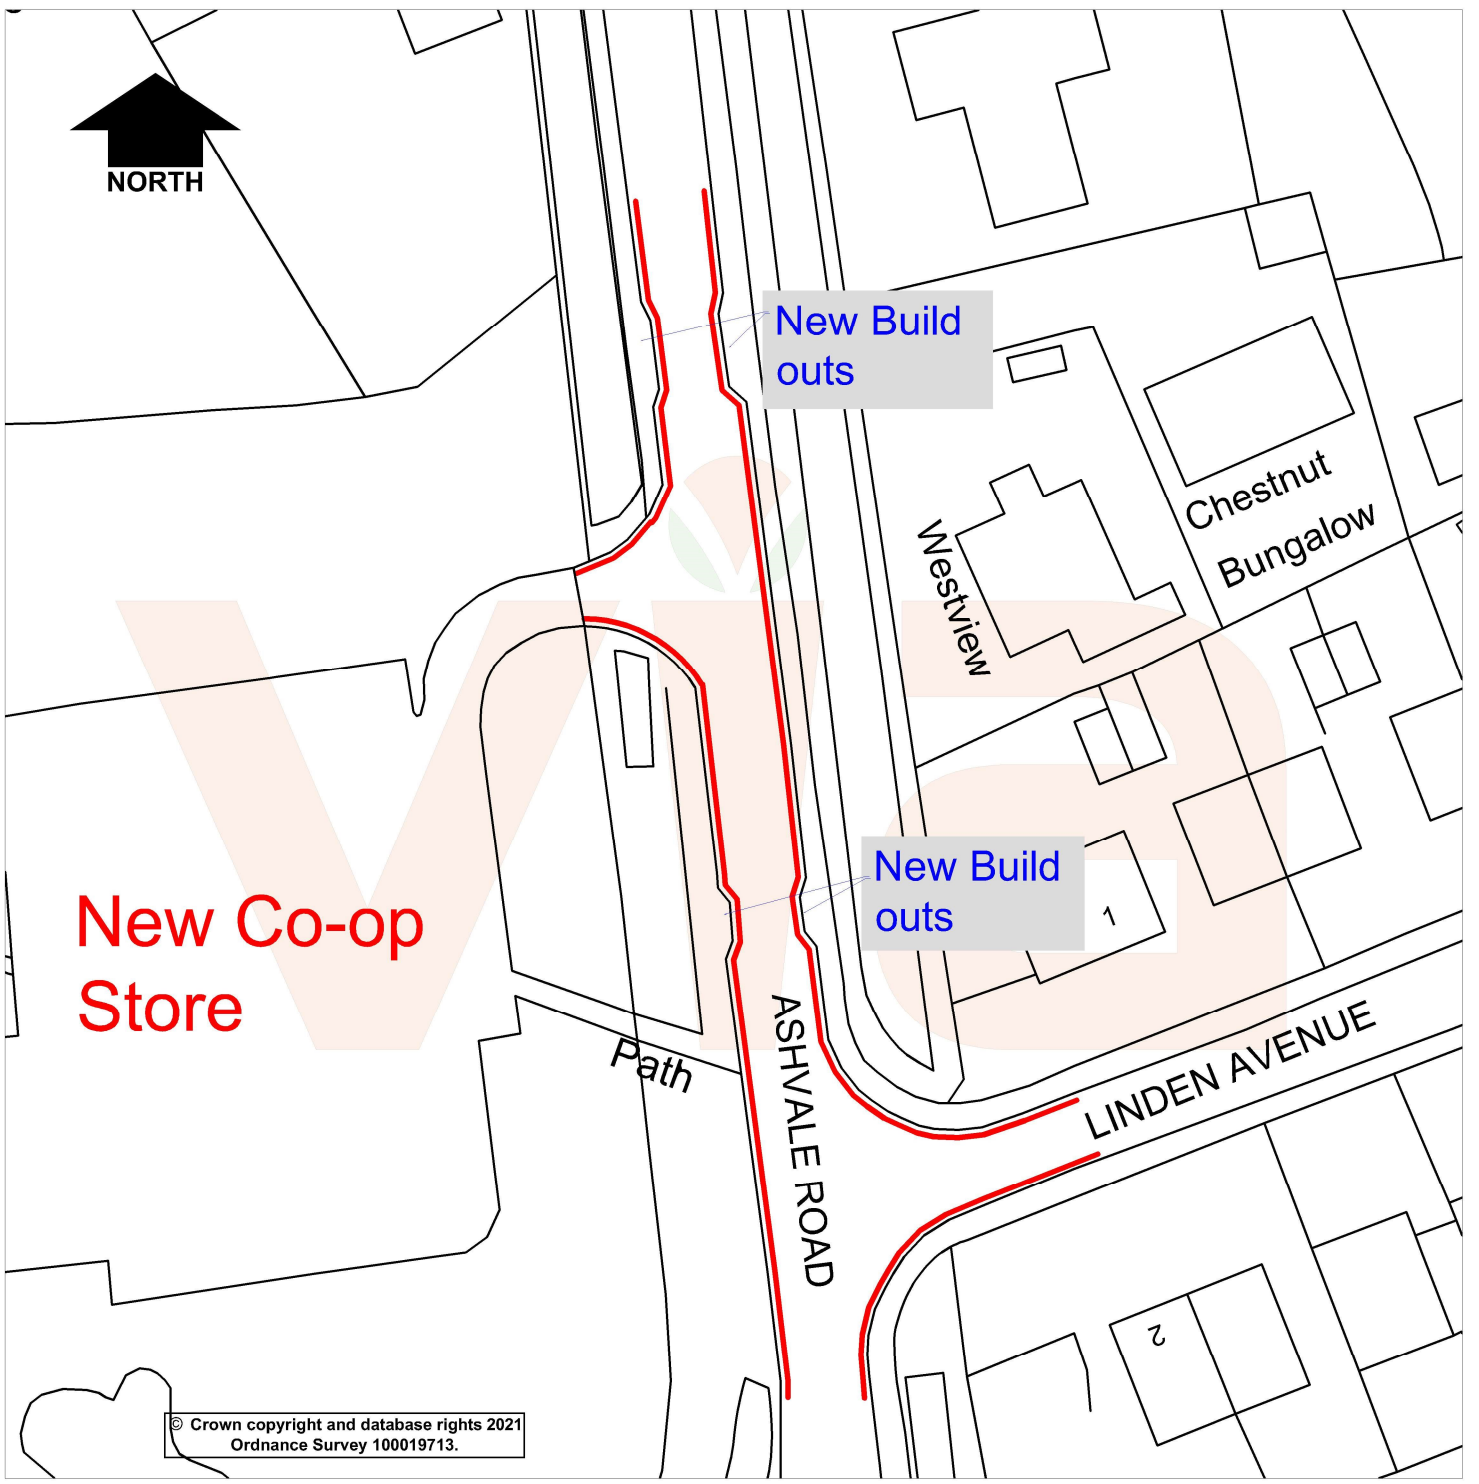 NORTH
New Build
outs
Chestnut
Bungalow
Westview
New Build
outs
1
New Co-op
Store
via
ASHVALE ROAD
LINDEN AVENUE
Path
2
© Crown copyright and database rights 2021
Ordnance Survey 100019713.